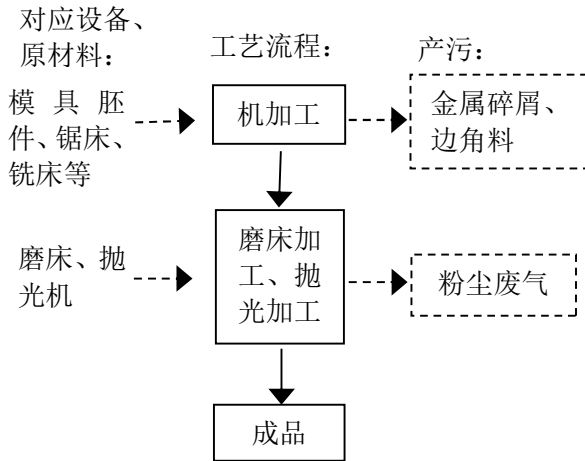 对应设备、
原材料：
工艺流程：
产污：
模具胚
件、锯床、
铣床等
机加工
金属碎屑、
边角料
磨床、抛
光机
磨床加
工、抛
光加工
粉尘废气
成品